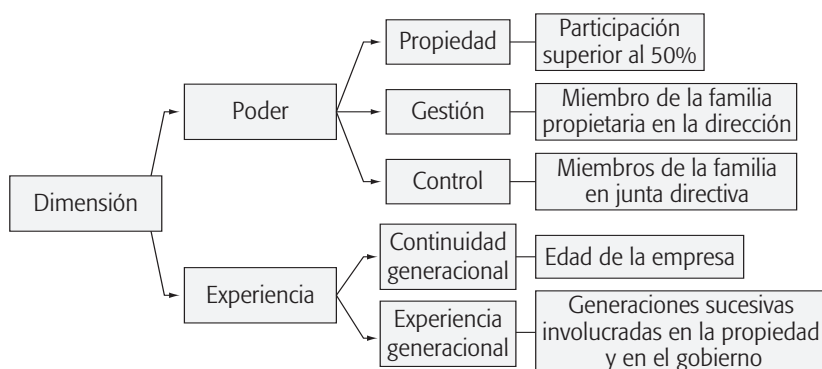 Dimensión
Poder
Propiedad
Participación
superior al 50%
Gestión
Miembro de la familia
propietaria en la dirección
Control
Miembros de la familia
en junta directiva
Experiencia
Continuidad
generacional
Edad de la empresa
Experiencia
generacional
Generaciones sucesivas
involucradas en la propiedad
y en el gobierno